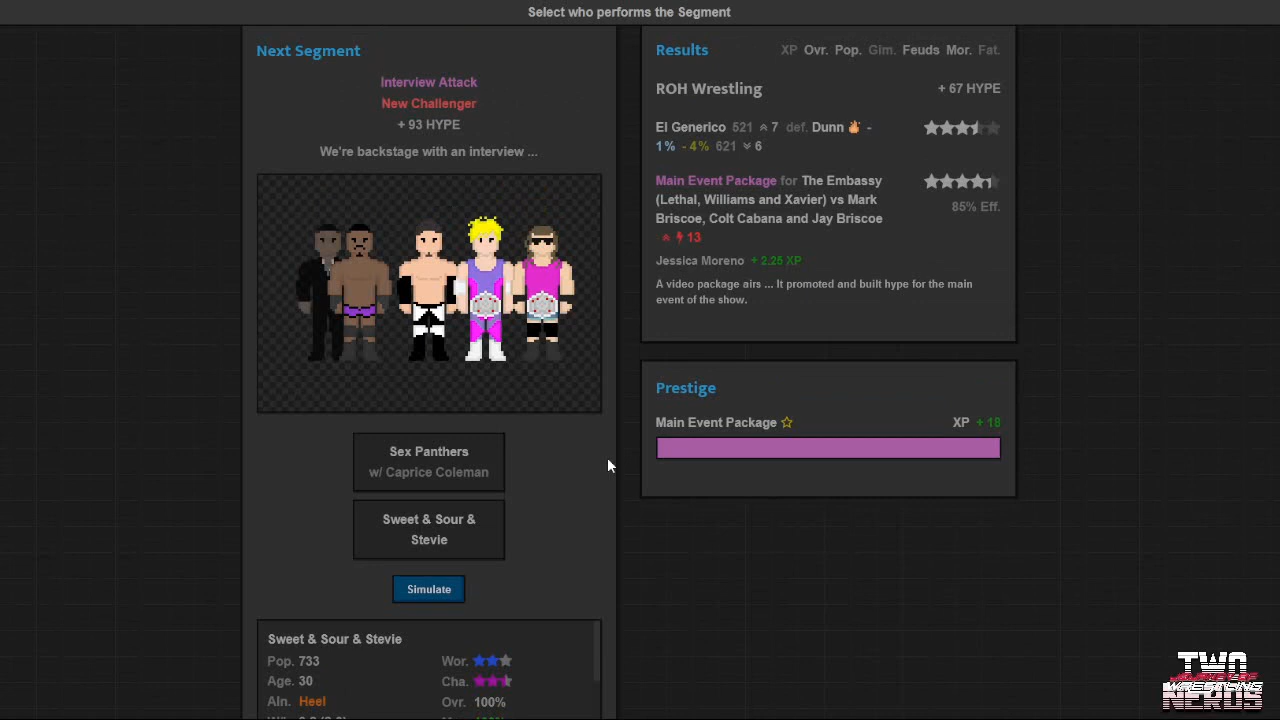 Select who performs the Segment
Next Segment
Interview Attack
New Challenger
+ 93 HYPE
We're backstage with an interview ...
Sex Panthers
w/ Caprice Coleman
Sweet & Sour &
Stevie
Simulate
Sweet & Sour & Stevie
Pop. 733
Wor.
Age. 30
Cha.
Aln. Heel
Ovr. 100%
Results
XP Ovr. Pop. Gim. Feuds Mor. Fat.
ROH Wrestling
+ 67 HYPE
El Generico 521 7 def. Dunn -
1% - 4% 621 6
Main Event Package for The Embassy
(Lethal, Williams and Xavier) vs Mark
Briscoe, Colt Cabana and Jay Briscoe
13
85% Eff.
Jessica Moreno + 2.25 XP
A video package airs ... It promoted and built hype for the main
event of the show.
Prestige
Main Event Package
XP + 18
TWO
WRESTLING
NERDS